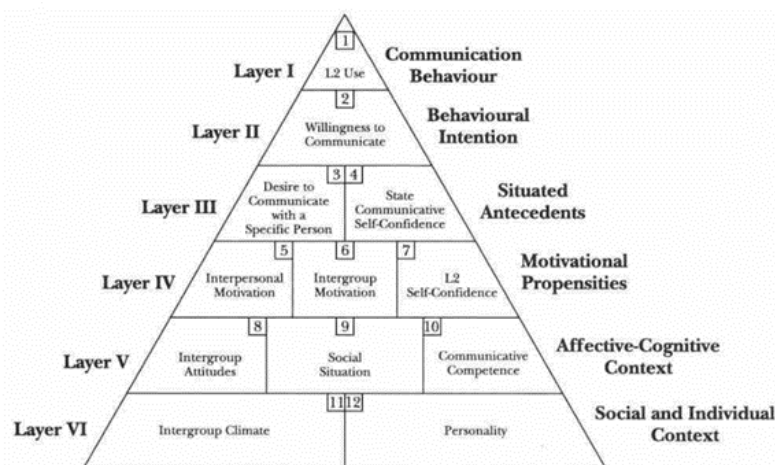 1
Communication
Behaviour
Layer I
L2 Use
2
Behavioural
Intention
Layer II
Willingness to
Communicate
3 4
Situated
Antecedents
Layer III
Desire to
Communicate
with a
Specific Person
State
Communicative
Self-Confidence
5 6 7
Motivational
Propensities
Layer IV
Interpersonal
Motivation
Intergroup
Motivation
L2
Self-Confidence
8 9 10
Affective-Cognitive
Context
Layer V
Intergroup
Attitudes
Social
Situation
Communicative
Competence
11 12
Social and Individual
Context
Layer VI
Intergroup Climate
Personality